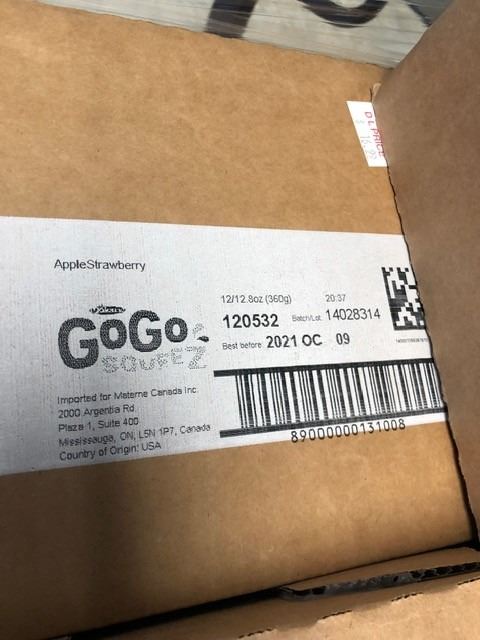 AppleStrawberry
12/12.8oz (360g) 20:37
120532 Batch/Lot 14028314
Best before 2021 OC 09
GoGo
squeeZ
Imported for Materne Canada Inc.
2000 Argentia Rd.
Plaza 1, Suite 400
Mississauga, ON, L5N 1P7, Canada
Country of Origin: USA
89000000131008